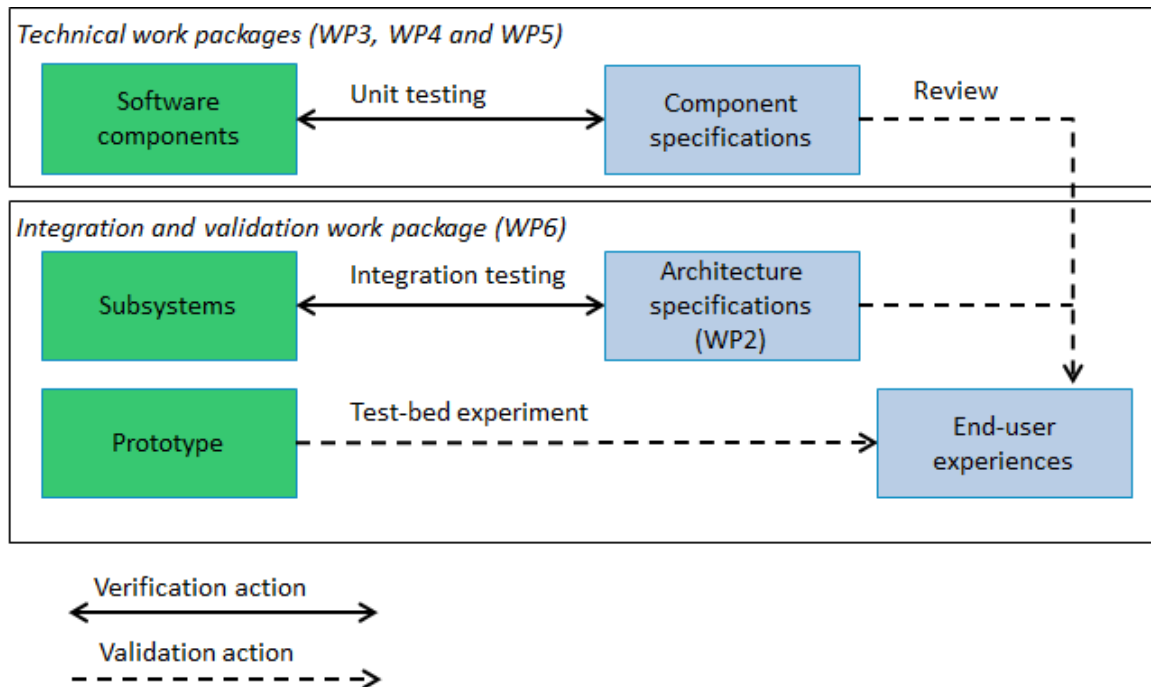 Technical work packages (WP3, WP4 and WP5)
Software
components
Unit testing
Component
specifications
Review
Integration and validation work package (WP6)
Subsystems
Integration testing
Architecture
specifications
(WP2)
Prototype
Test-bed experiment
End-user
experiences
Verification action
Validation action